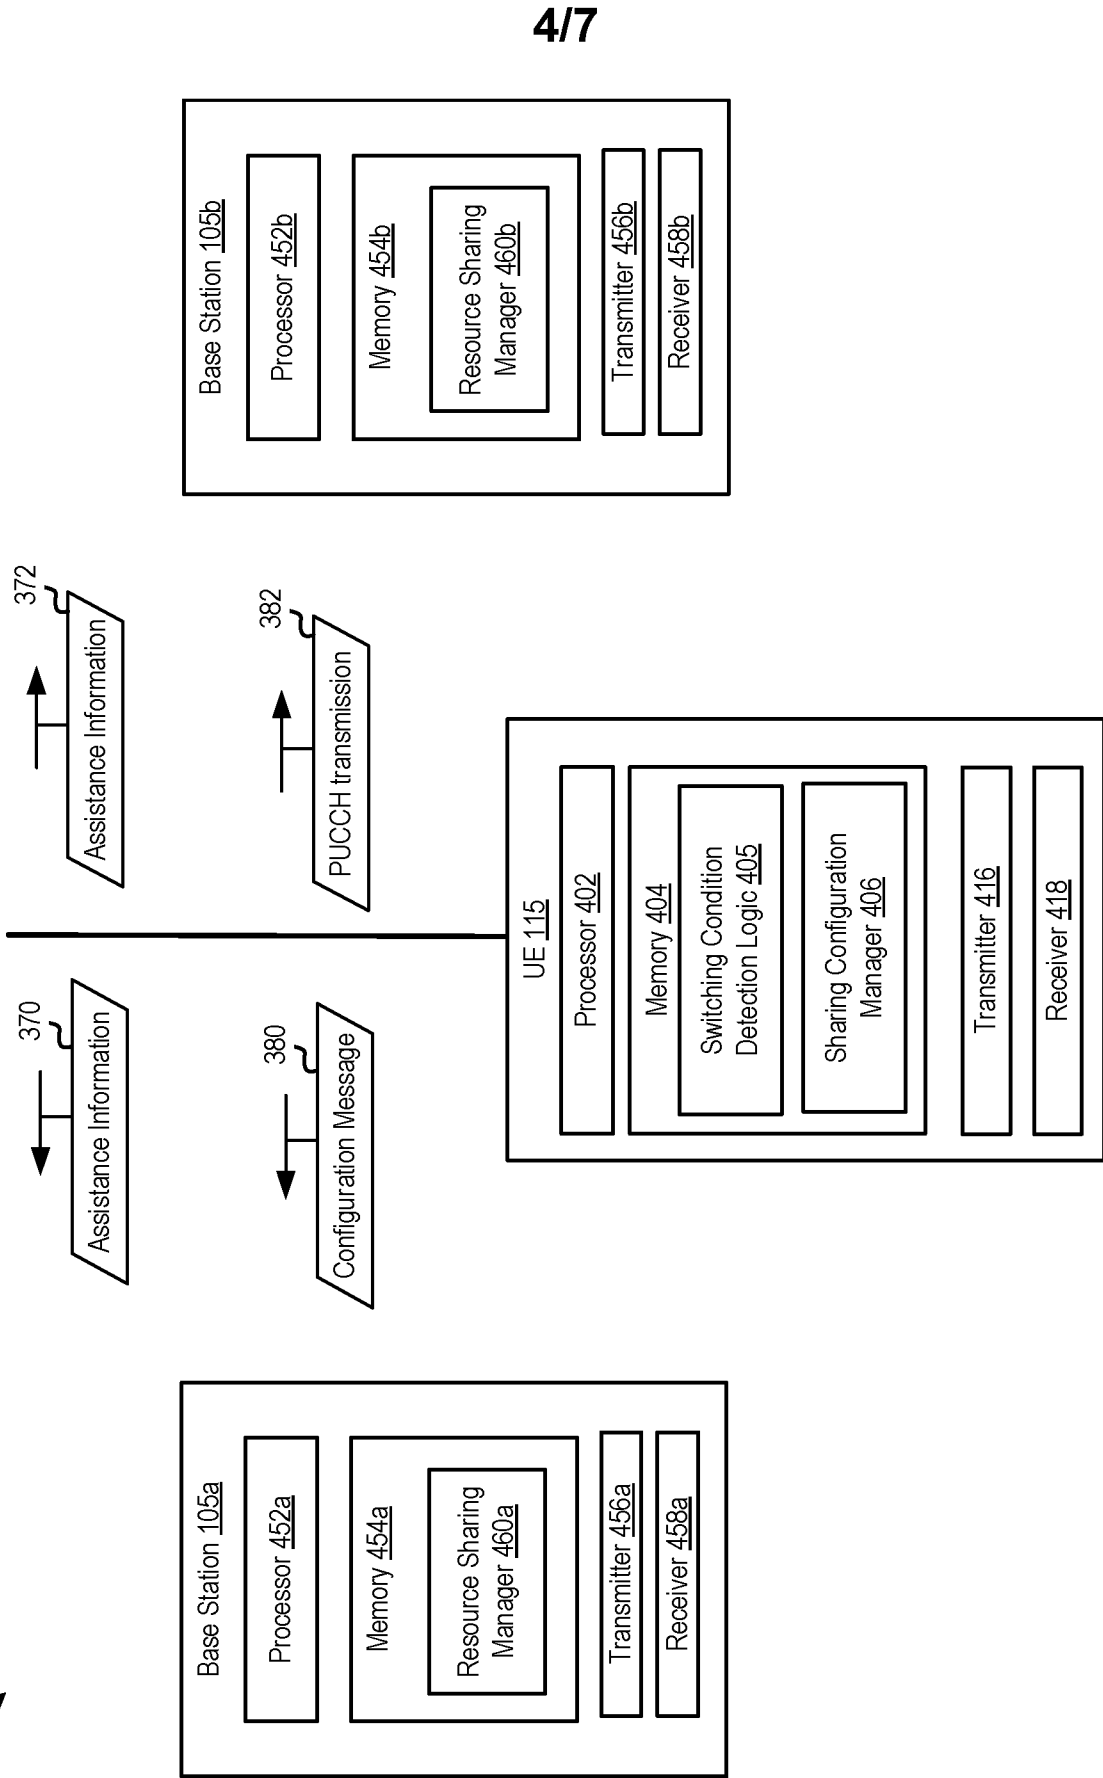 4/7
Base Station 105a
Processor 452a
Memory 454a
Resource Sharing
Manager 460a
Transmitter 456a
Receiver 458a
370
Assistance Information
380
Configuration Message
372
Assistance Information
382
PUCCH transmission
UE 115
Processor 402
Memory 404
Switching Condition
Detection Logic 405
Sharing Configuration
Manager 406
Transmitter 416
Receiver 418
Base Station 105b
Processor 452b
Memory 454b
Resource Sharing
Manager 460b
Transmitter 456b
Receiver 458b